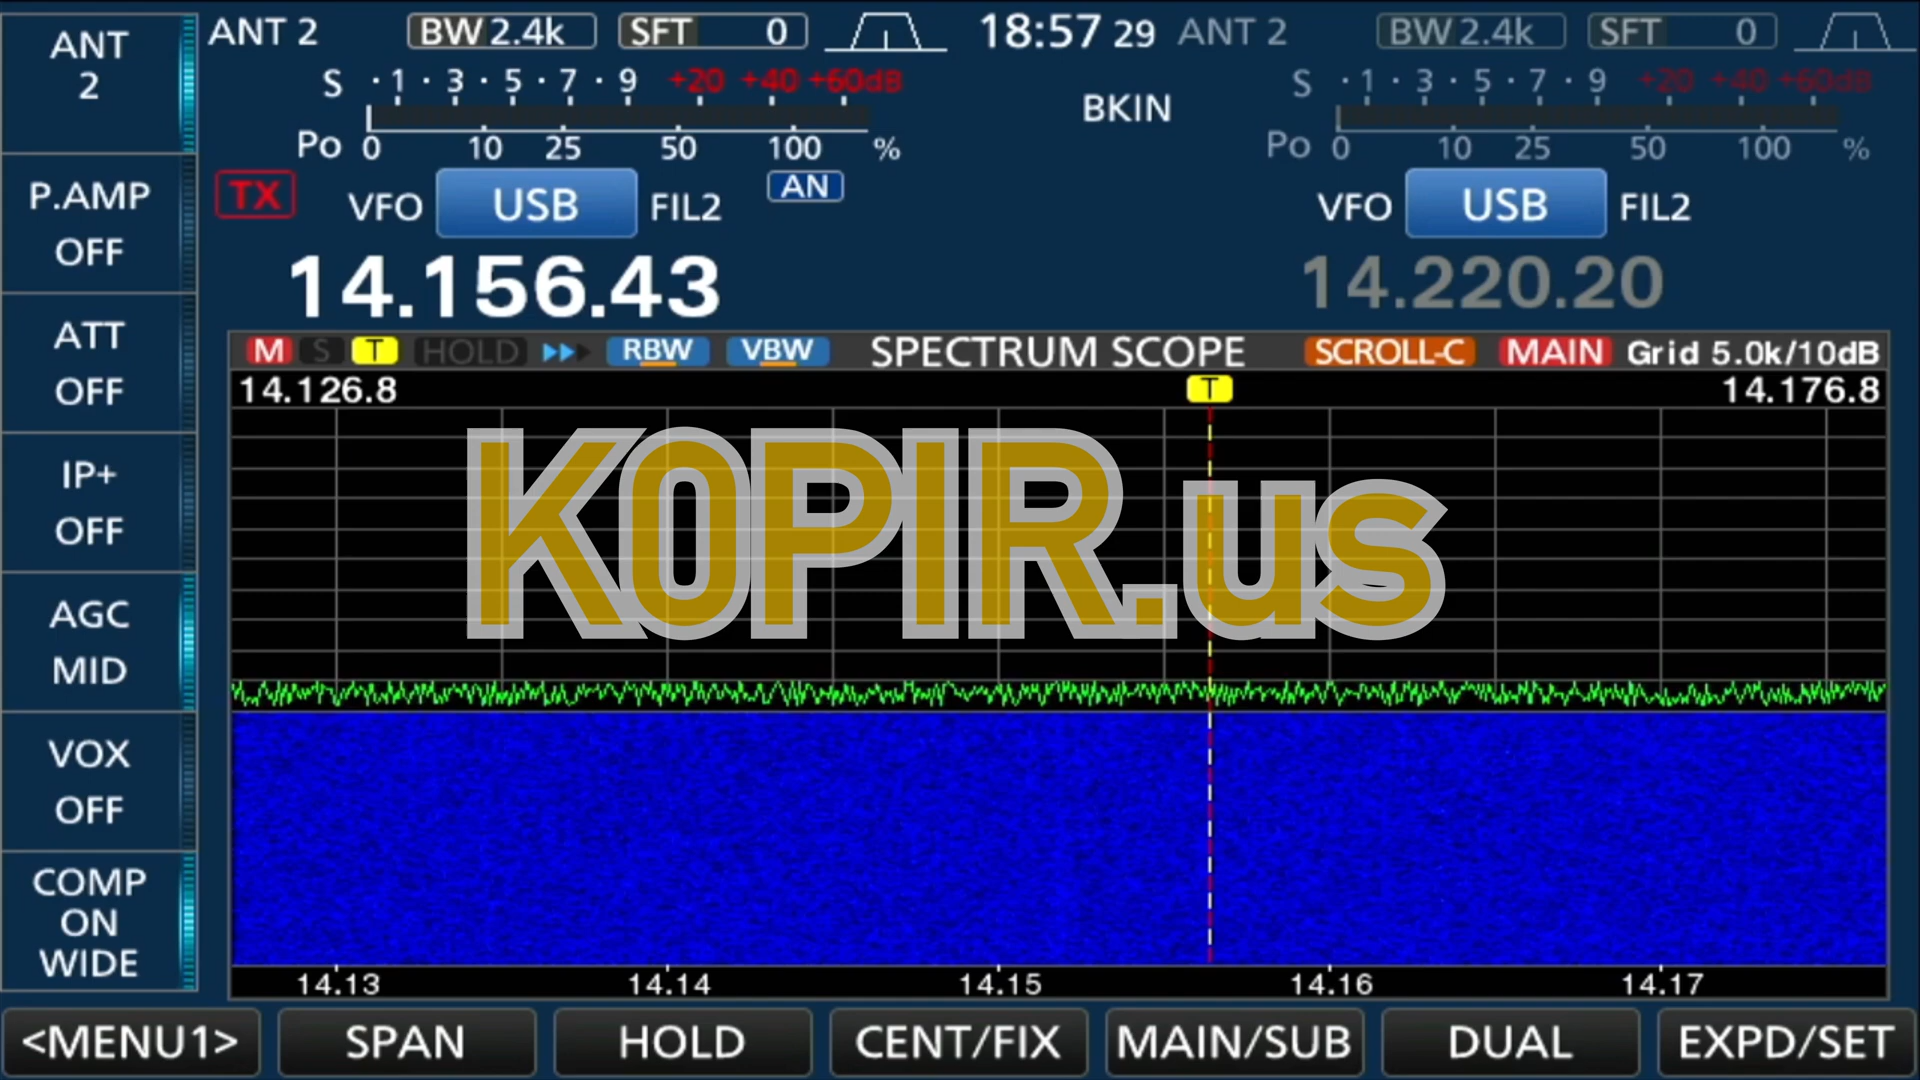 ANT 2
P.AMP OFF
ATT OFF
IP+ OFF
AGC MID
VOX OFF
COMP ON WIDE
ANT 2 BW 2.4k SFT 0 18:57 29 ANT 2 BW 2.4k SFT 0
S · 1 · 3 · 5 · 7 · 9 +20 +40 +60dB BKIN S · 1 · 3 · 5 · 7 · 9 +20 +40 +60dB
Po 0 10 25 50 100 % Po 0 10 25 50 100 %
TX VFO USB FIL2 AN VFO USB FIL2
14.156.43 14.220.20
M S T HOLD RBW VBW SPECTRUM SCOPE SCROLL-C MAIN Grid 5.0k/10dB
14.126.8 T 14.176.8
K0PIR.us
14.13 14.14 14.15 14.16 14.17
<MENU1> SPAN HOLD CENT/FIX MAIN/SUB DUAL EXPD/SET